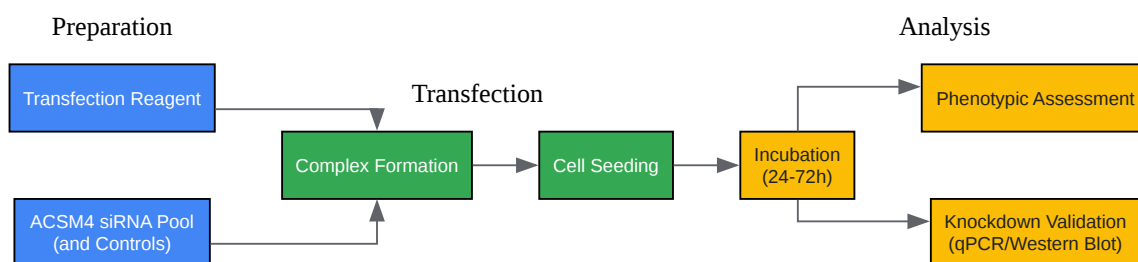 Preparation
Analysis
Transfection Reagent
Transfection
Phenotypic Assessment
Complex Formation
Cell Seeding
Incubation
(24-72h)
ACSM4 siRNA Pool
(and Controls)
Knockdown Validation
(qPCR/Western Blot)